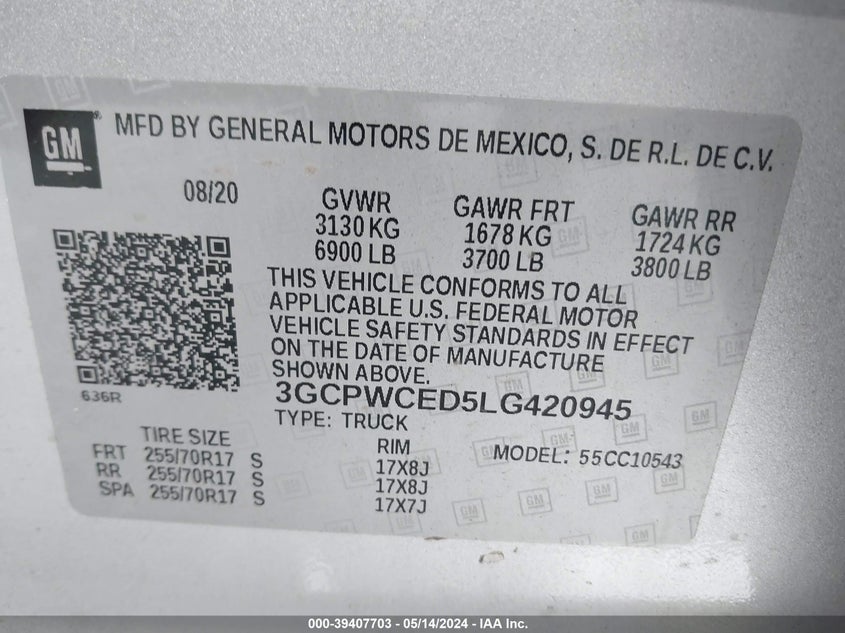 GM
MFD BY GENERAL MOTORS DE MEXICO, S. DE R.L. DE C.V.
08/20
GVWR
3130 KG
6900 LB
GAWR FRT
1678 KG
3700 LB
GAWR RR
1724 KG
3800 LB
THIS VEHICLE CONFORMS TO ALL
APPLICABLE U.S. FEDERAL MOTOR
VEHICLE SAFETY STANDARDS IN EFFECT
ON THE DATE OF MANUFACTURE
SHOWN ABOVE.
636R
3GCPWCED5LG420945
TYPE: TRUCK
TIRE SIZE RIM MODEL: 55CC10543
FRT 255/70R17 S 17X8J
RR 255/70R17 S 17X8J
SPA 255/70R17 S 17X7J
000-39407703 - 05/14/2024 - IAA Inc.